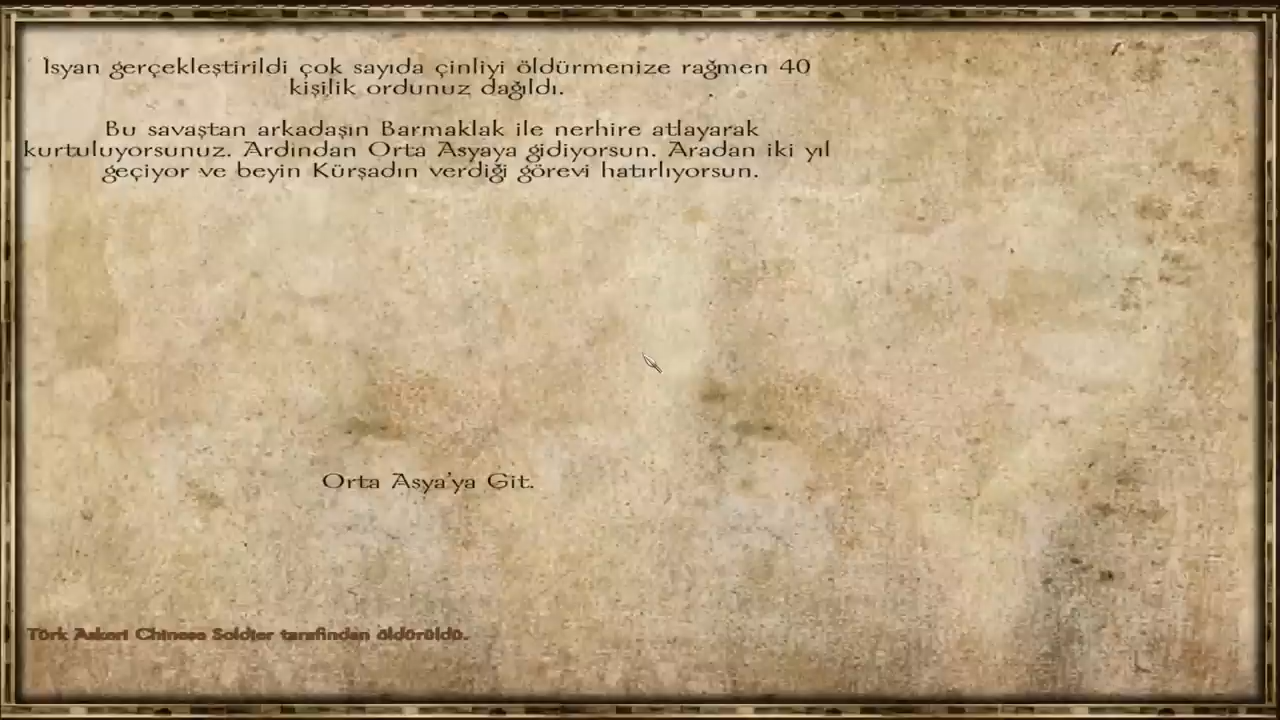 İsyan gerçekleştirildi çok sayıda çinliyi öldürmenize rağmen 40
kişilik ordunuz dağıldı.
Bu savaştan arkadaşın Barmaklak ile nerhire atlayarak
kurtuluyorsunuz. Ardından Orta Asyaya gidiyorsun. Aradan iki yıl
geçiyor ve beyin Kürşadın verdiği görevi hatırlıyorsun.
Orta Asya'ya Git.
Türk Askeri Chinese Soldier tarafından öldürüldü.